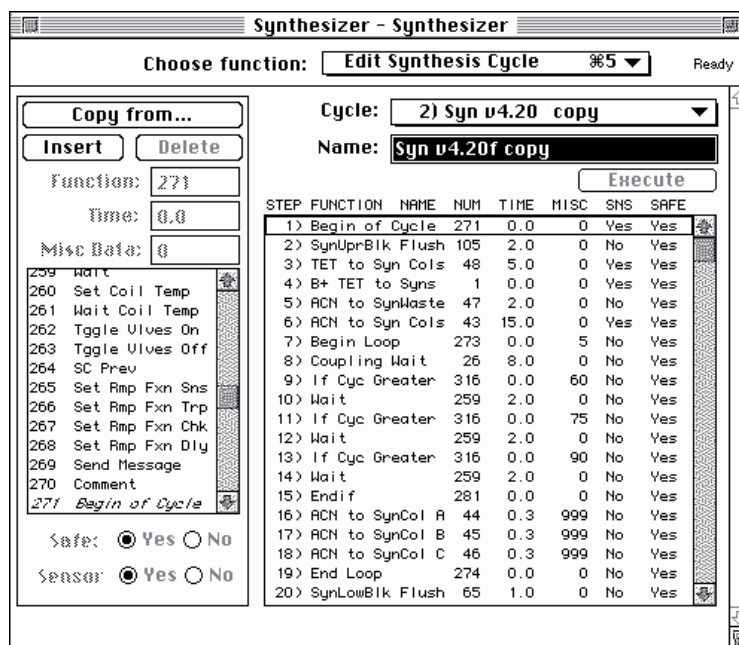 Synthesizer - Synthesizer
Choose function: Edit Synthesis Cycle ⌘5 ▼ Ready
Copy from...
Insert Delete
Function: 271
Time: 0.0
Misc Data: 0
259 Wait
260 Set Coil Temp
261 Wait Coil Temp
262 Tggle Vlves On
263 Tggle Vlves Off
264 SC Prev
265 Set Rmp Fxn Sns
266 Set Rmp Fxn Trp
267 Set Rmp Fxn Chk
268 Set Rmp Fxn Dly
269 Send Message
270 Comment
271 Begin of Cycle
Safe: Yes No
Sensor Yes No
Cycle: 2) Syn v4.20 copy ▼
Name: Syn v4.20f copy
Execute
STEP FUNCTION NAME NUM TIME MISC SNS SAFE
1) Begin of Cycle 271 0.0 0 Yes Yes
2) SynUprBlk Flush 105 2.0 0 No Yes
3) TET to Syn Cols 48 5.0 0 Yes Yes
4) B+ TET to Syns 1 0.0 0 Yes Yes
5) ACN to SynWaste 47 2.0 0 No Yes
6) ACN to Syn Cols 43 15.0 0 Yes Yes
7) Begin Loop 273 0.0 5 No Yes
8) Coupling Wait 26 8.0 0 No Yes
9) If Cyc Greater 316 0.0 60 No Yes
10) Wait 259 2.0 0 No Yes
11) If Cyc Greater 316 0.0 75 No Yes
12) Wait 259 2.0 0 No Yes
13) If Cyc Greater 316 0.0 90 No Yes
14) Wait 259 2.0 0 No Yes
15) Endif 281 0.0 0 No Yes
16) ACN to SynCol A 44 0.3 999 No Yes
17) ACN to SynCol B 45 0.3 999 No Yes
18) ACN to SynCol C 46 0.3 999 No Yes
19) End Loop 274 0.0 0 No Yes
20) SynLowBlk Flush 65 1.0 0 No Yes